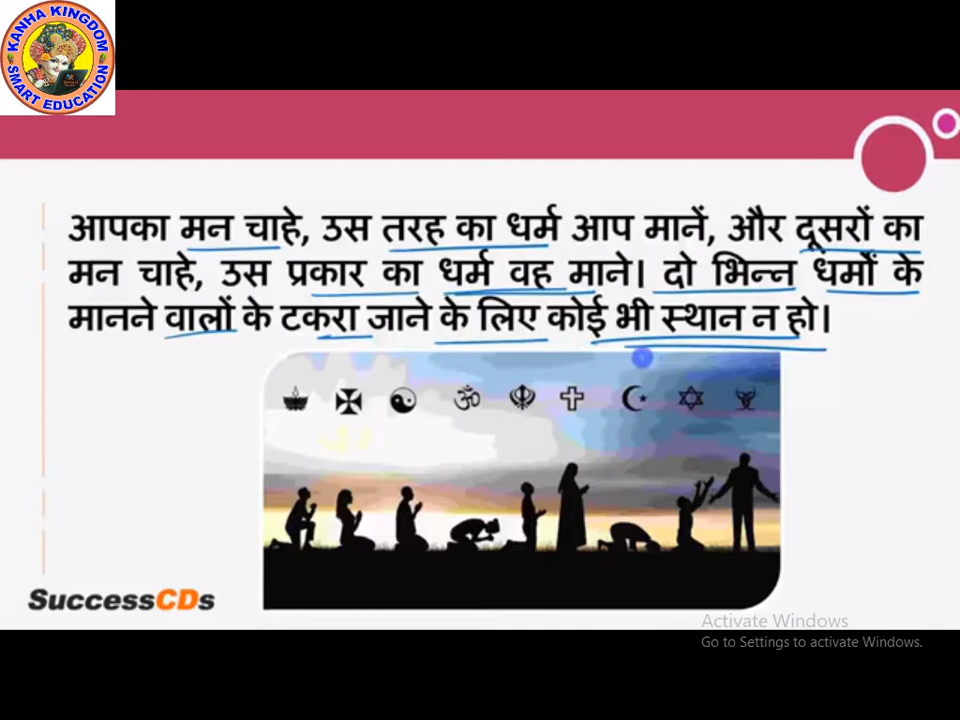 KANHA KINGDOM
SMART EDUCATION
आपका मन चाहे, उस तरह का धर्म आप मानें, और दूसरों का
मन चाहे, उस प्रकार का धर्म वह माने। दो भिन्न धर्मों के
मानने वालों के टकरा जाने के लिए कोई भी स्थान न हो।
ॐ
SuccessCDs
Activate Windows
Go to Settings to activate Windows.